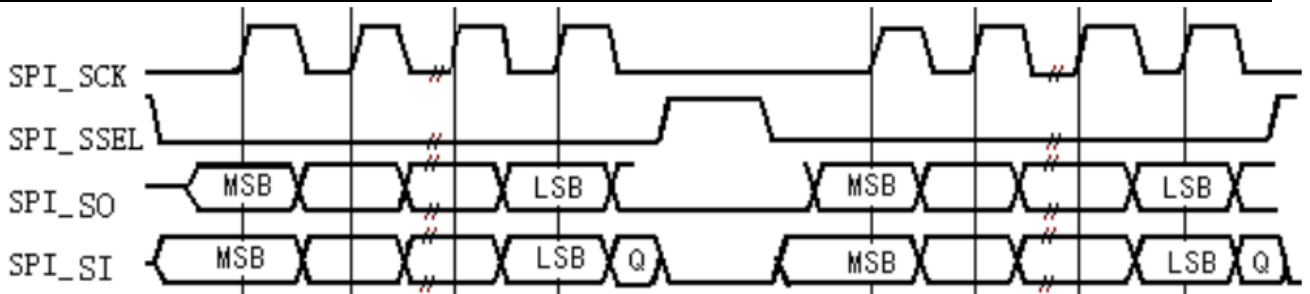 SPI_SCK
SPI_SSEL
SPI_SO MSB LSB MSB LSB
SPI_SI MSB LSB Q MSB LSB Q